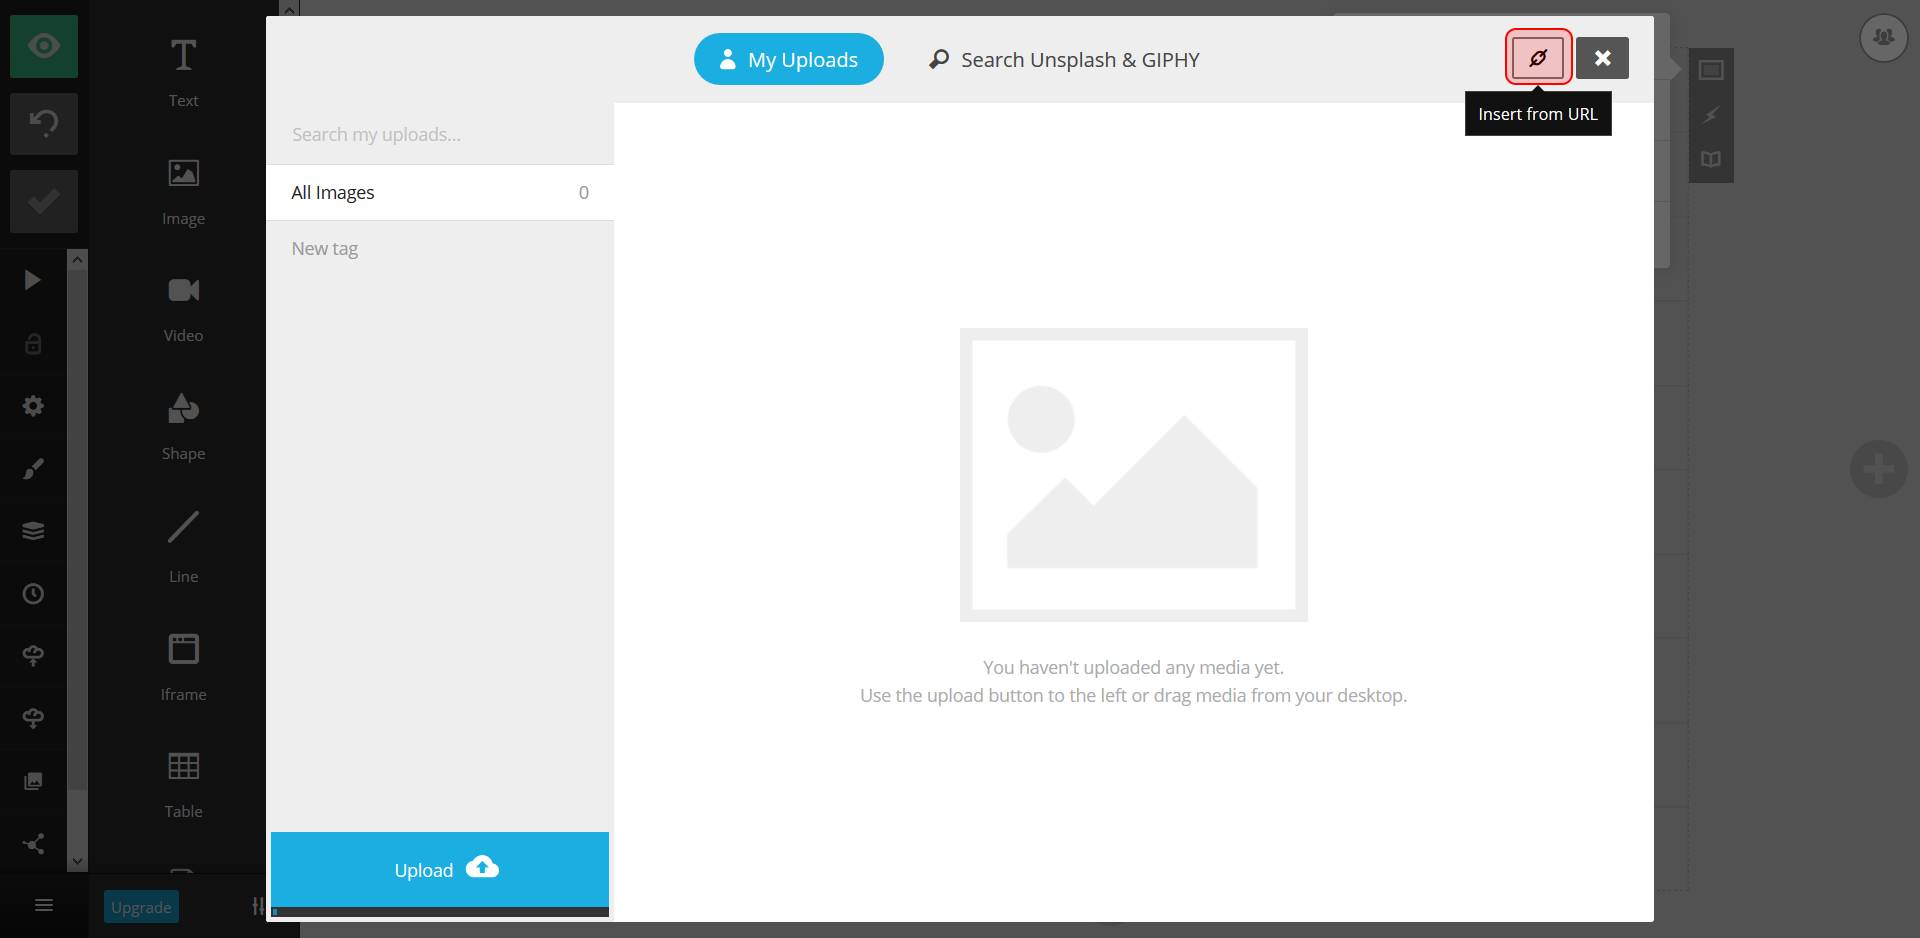 Text
Image
Video
Shape
Line
Iframe
Table
Upgrade
My Uploads
Search Unsplash & GIPHY
Insert from URL
Search my uploads...
All Images 0
New tag
You haven't uploaded any media yet.
Use the upload button to the left or drag media from your desktop.
Upload